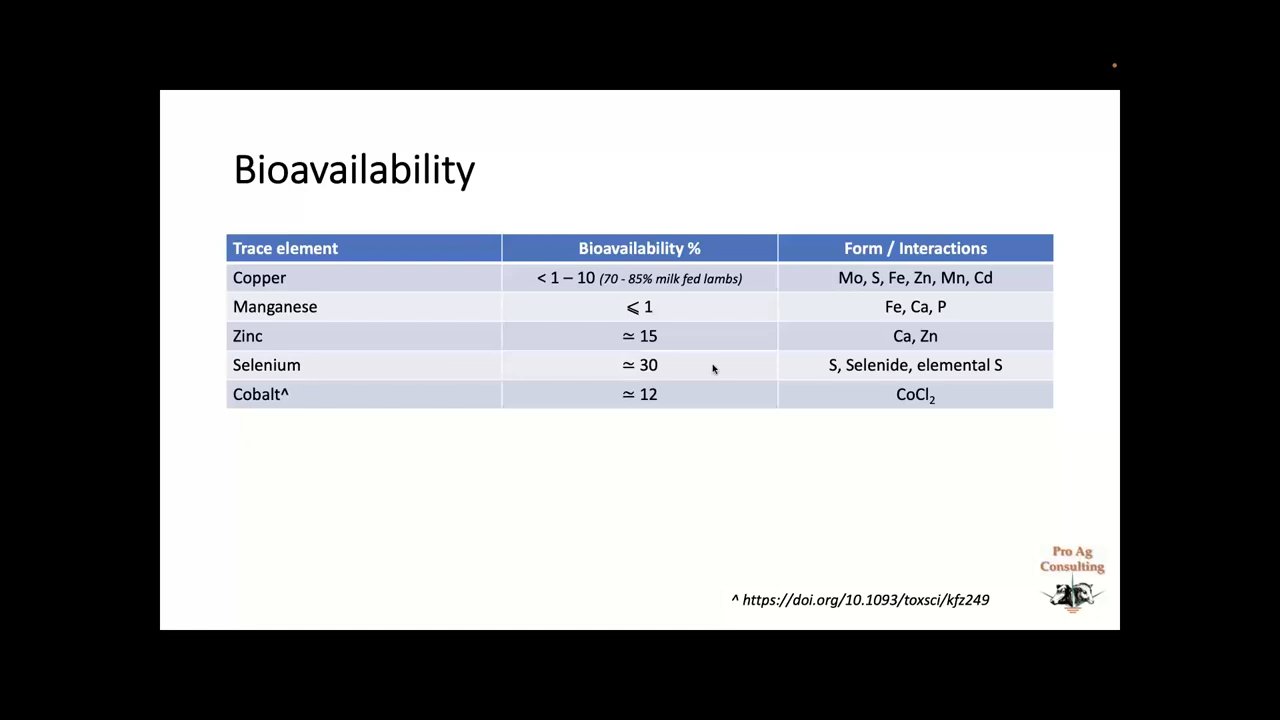 Bioavailability
Trace element Bioavailability % Form / Interactions
Copper < 1 – 10 (70 - 85% milk fed lambs) Mo, S, Fe, Zn, Mn, Cd
Manganese ⩽ 1 Fe, Ca, P
Zinc ≃ 15 Ca, Zn
Selenium ≃ 30 S, Selenide, elemental S
Cobalt^ ≃ 12 CoCl₂
Pro Ag
Consulting
^ https://doi.org/10.1093/toxsci/kfz249